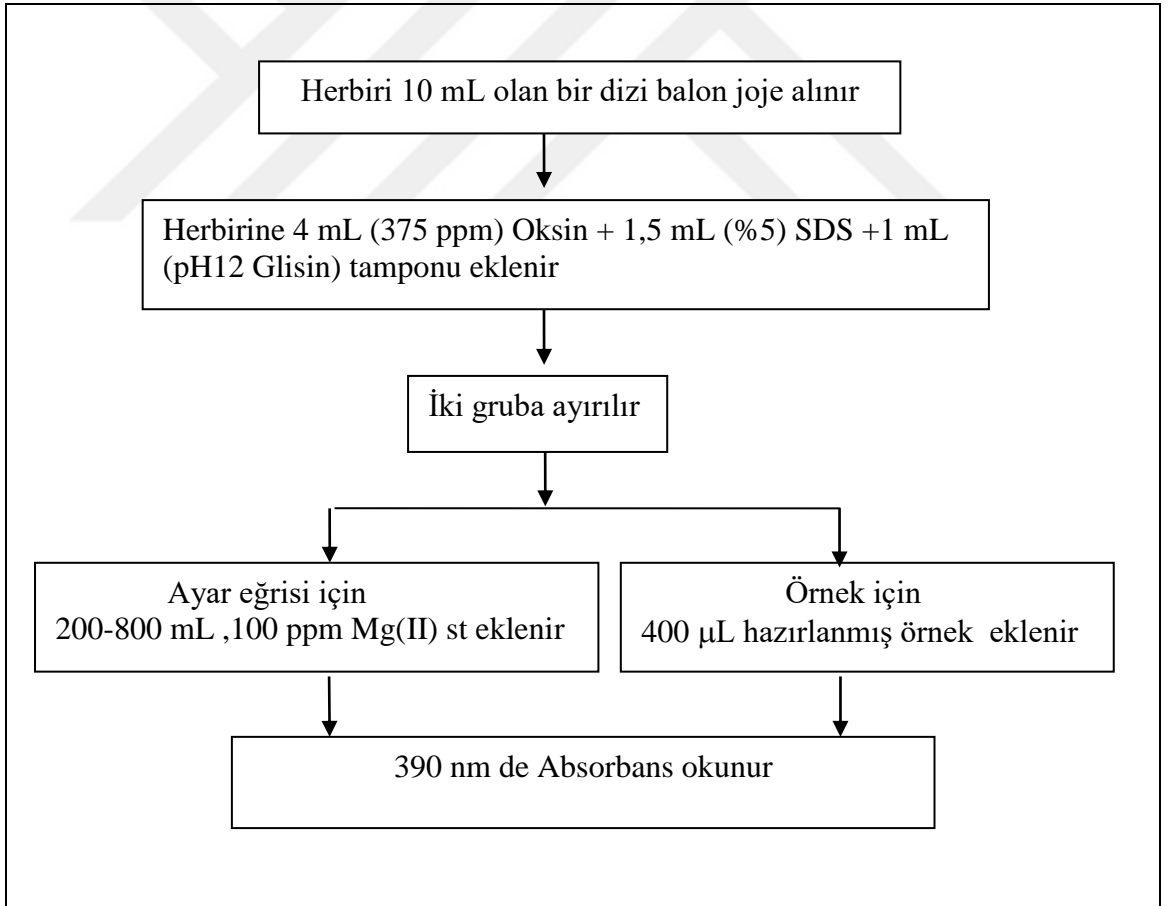 Herbiri 10 mL olan bir dizi balon joje alınır
Herbirine 4 mL (375 ppm) Oksin + 1,5 mL (%5) SDS +1 mL
(pH12 Glisin) tamponu eklenir
İki gruba ayırılır
Ayar eğrisi için
200-800 mL ,100 ppm Mg(II) st eklenir
Örnek için
400 μL hazırlanmış örnek eklenir
390 nm de Absorbans okunur